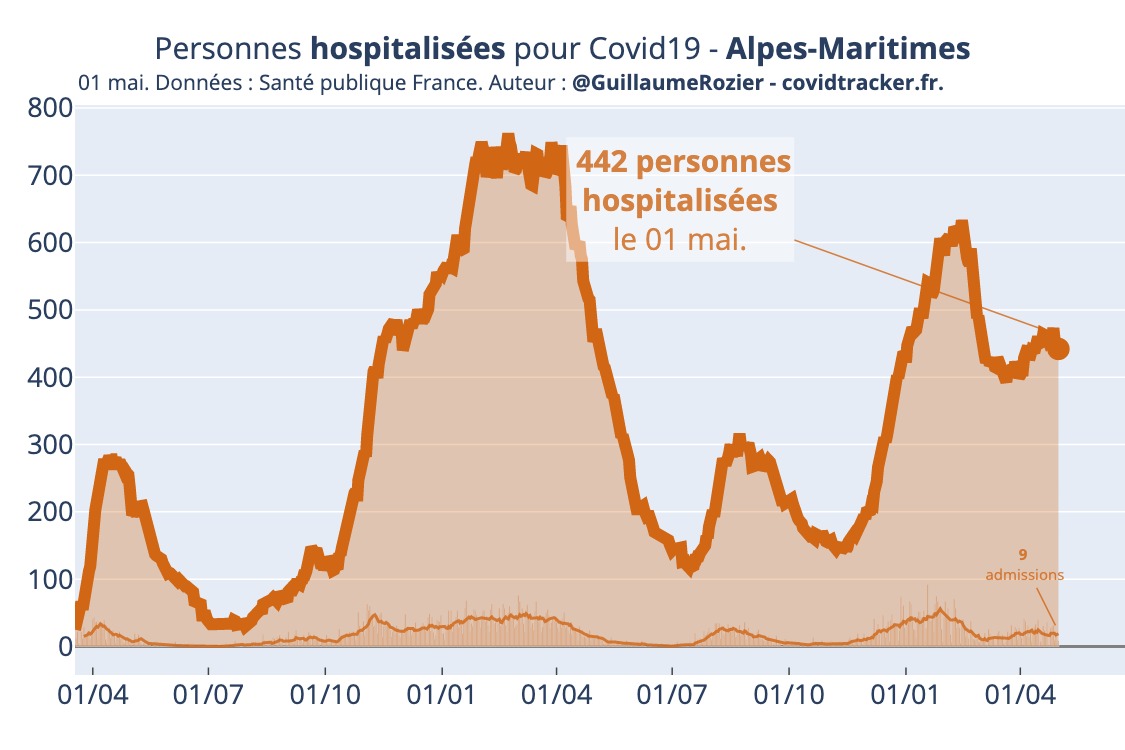 Personnes hospitalisées pour Covid19 - Alpes-Maritimes
01 mai. Données : Santé publique France. Auteur : @GuillaumeRozier - covidtracker.fr.
800
700
600
500
400
300
200
100
0
442 personnes
hospitalisées
le 01 mai.
9
admissions
01/04 01/07 01/10 01/01 01/04 01/07 01/10 01/01 01/04